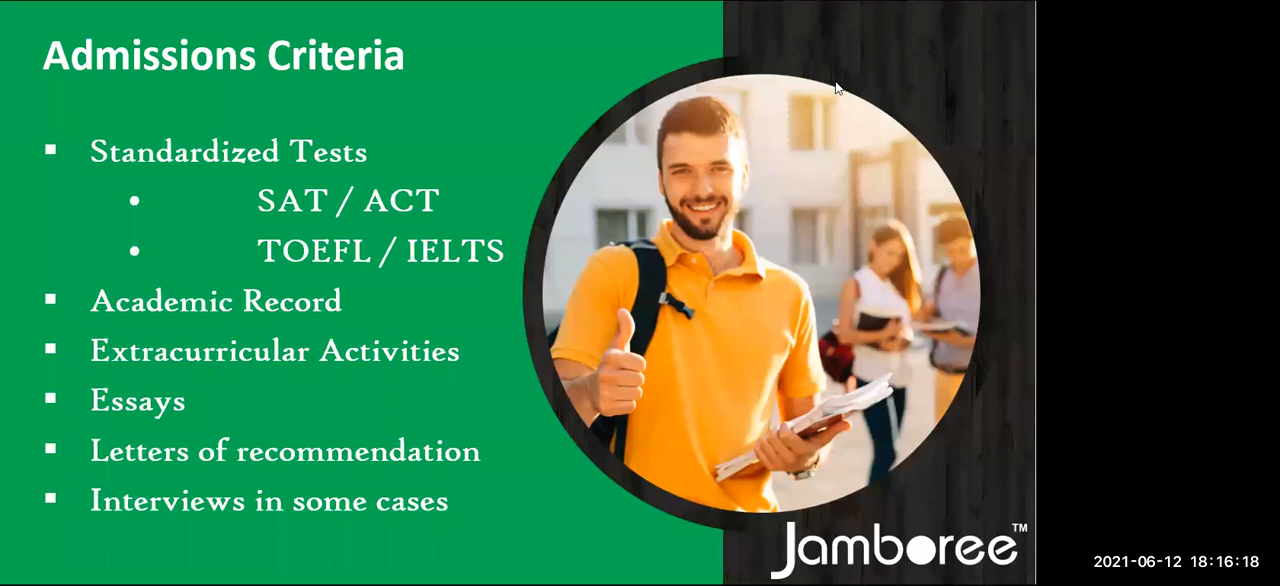 Admissions Criteria
▪ Standardized Tests
• SAT / ACT
• TOEFL / IELTS
▪ Academic Record
▪ Extracurricular Activities
▪ Essays
▪ Letters of recommendation
▪ Interviews in some cases
Jamboree™
2021-06-12 18:16:18